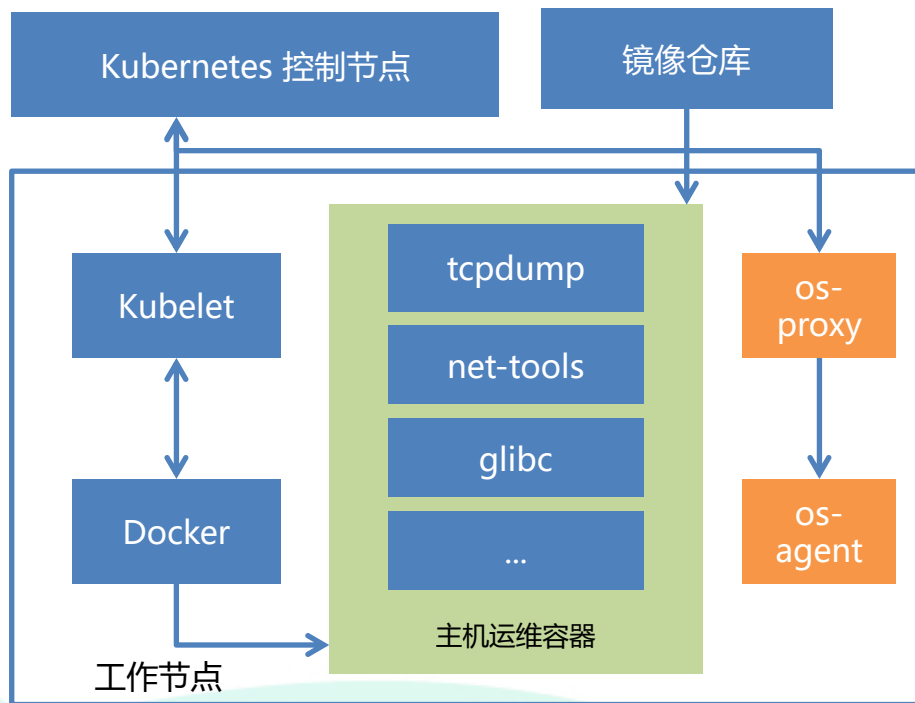 Kubernetes 控制节点
镜像仓库
tcpdump
net-tools
glibc
...
主机运维容器
Kubelet
Docker
os-
proxy
os-
agent
工作节点